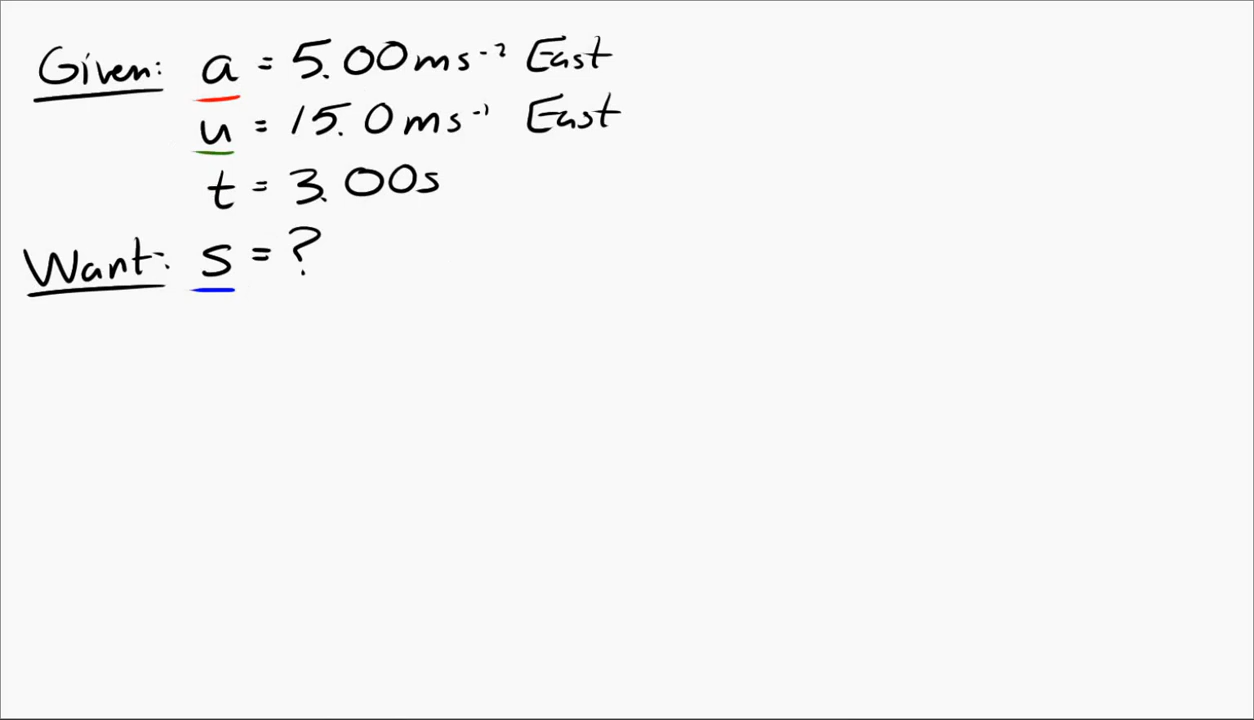 Given: a = 5.00ms⁻² East
u = 15.0ms⁻¹ East
t = 3.00s
Want: s = ?